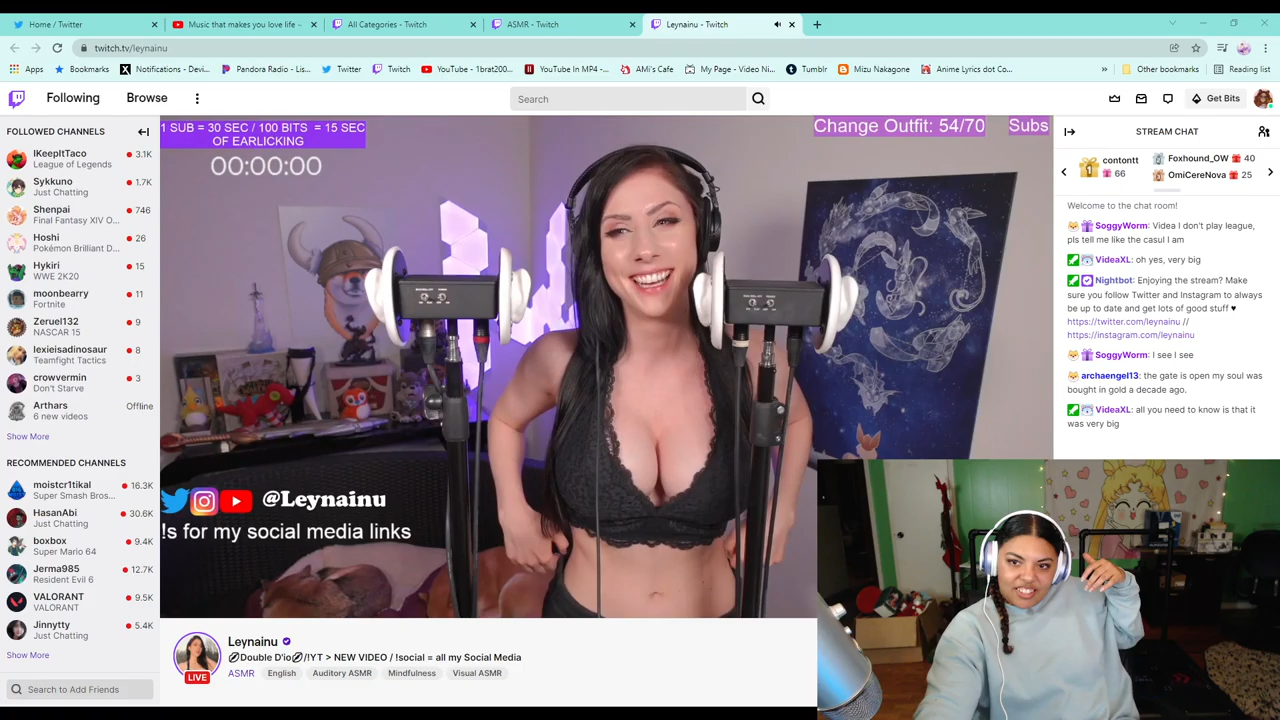 Home / Twitter
Music that makes you love life -
All Categories - Twitch
ASMR - Twitch
Leynainu - Twitch
twitch.tv/leynainu
Apps
Bookmarks
Notifications - Devi...
Pandora Radio - Lis...
Twitter
Twitch
YouTube - 1brat200...
YouTube In MP4 -...
AMi's Cafe
My Page - Video Ni...
Tumblr
Mizu Nakagone
Anime Lyrics dot Co...
Other bookmarks
Reading list
Following
Browse
Search
Get Bits
FOLLOWED CHANNELS
IKeepItTaco 3.1K
League of Legends
Sykkuno 1.7K
Just Chatting
Shenpai 746
Final Fantasy XIV O...
Hoshi 26
Pokémon Brilliant D...
Hykiri 15
WWE 2K20
moonbearry 11
Fortnite
Zeruel132 9
NASCAR 15
lexieisadinosaur 8
Teamfight Tactics
crowvermin 3
Don't Starve
Arthars Offline
6 new videos
Show More
RECOMMENDED CHANNELS
moistcr1tikal 16.3K
Super Smash Bros...
HasanAbi 30.6K
Just Chatting
boxbox 9.4K
Super Mario 64
Jerma985 12.7K
Resident Evil 6
VALORANT 9.5K
VALORANT
Jinnytty 5.4K
Just Chatting
Show More
Search to Add Friends
1 SUB = 30 SEC / 100 BITS = 15 SEC
OF EARLICKING
00:00:00
Change Outfit: 54/70
Subs
@Leynainu
!s for my social media links
LIVE
Leynainu
Double D'io/!YT > NEW VIDEO / !social = all my Social Media
ASMR English Auditory ASMR Mindfulness Visual ASMR
STREAM CHAT
contontt
66
Foxhound_OW 40
OmiCereNova 25
Welcome to the chat room!
SoggyWorm: Videa I don't play league,
pls tell me like the casul I am
VideaXL: oh yes, very big
Nightbot: Enjoying the stream? Make
sure you follow Twitter and Instagram to always
be up to date and get lots of good stuff ♥
https://twitter.com/leynainu //
https://instagram.com/leynainu
SoggyWorm: I see I see
archaengel13: the gate is open my soul was
bought in gold a decade ago.
VideaXL: all you need to know is that it
was very big